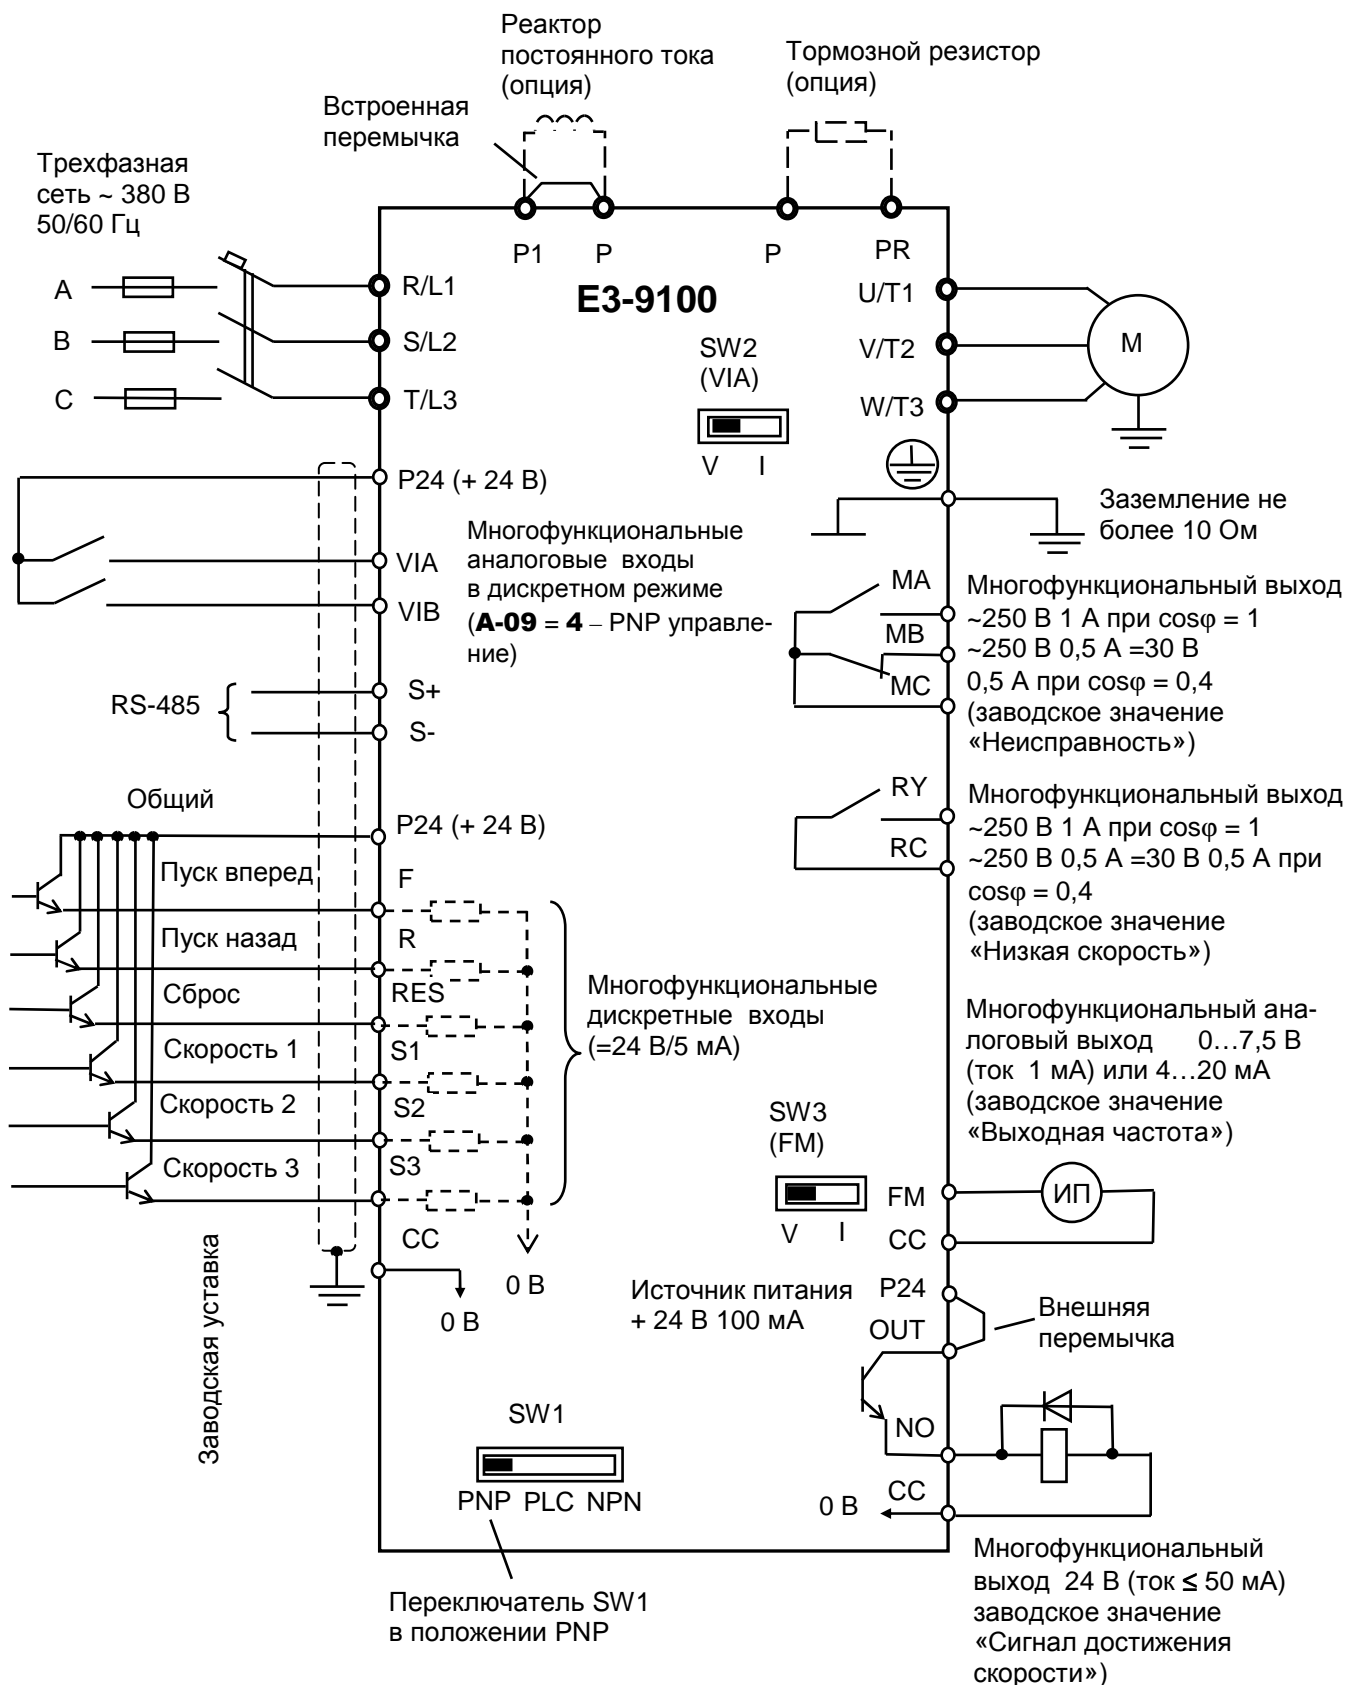 Реактор
постоянного тока
(опция)
Тормозной резистор
(опция)
Встроенная
перемычка
Трехфазная
сеть ~ 380 В
50/60 Гц
P1
P
P
PR
A
R/L1
E3-9100
U/T1
B
S/L2
SW2
(VIA)
V/T2
M
C
T/L3
W/T3
V
I
P24 (+ 24 В)
Заземление не
более 10 Ом
Многофункциональные
аналоговые входы
в дискретном режиме
(A-09 = 4 – PNP управле-
ние)
VIA
VIB
MA
MB
MC
Многофункциональный выход
~250 В 1 А при cosφ = 1
~250 В 0,5 А =30 В
0,5 А при cosφ = 0,4
(заводское значение
«Неисправность»)
RS-485
S+
S-
Общий
P24 (+ 24 В)
RY
RC
Многофункциональный выход
~250 В 1 А при cosφ = 1
~250 В 0,5 А =30 В 0,5 А при
cosφ = 0,4
(заводское значение
«Низкая скорость»)
Пуск вперед
F
Пуск назад
R
Сброс
RES
Скорость 1
S1
Скорость 2
S2
Скорость 3
S3
CC
Многофункциональные
дискретные входы
(=24 В/5 мА)
Многофункциональный ана-
логовый выход 0…7,5 В
(ток 1 мА) или 4…20 мА
(заводское значение
«Выходная частота»)
SW3
(FM)
V
I
FM
ИП
CC
Заводская уставка
0 В
0 В
Источник питания
+ 24 В 100 мА
P24
OUT
Внешняя
перемычка
SW1
PNP PLC NPN
NO
CC
0 В
Переключатель SW1
в положении PNP
Многофункциональный
выход 24 В (ток ≤ 50 мА)
заводское значение
«Сигнал достижения
скорости»)